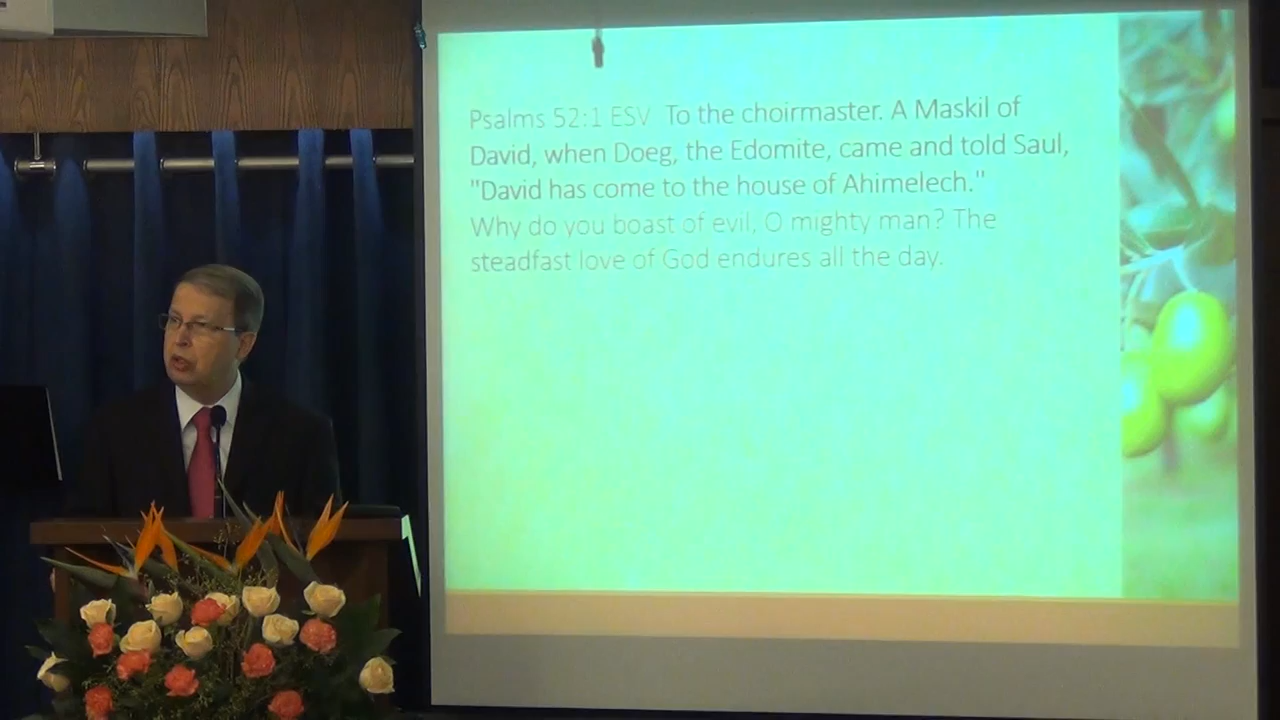 Psalms 52:1 ESV To the choirmaster. A Maskil of
David, when Doeg, the Edomite, came and told Saul,
"David has come to the house of Ahimelech."
Why do you boast of evil, O mighty man? The
steadfast love of God endures all the day.